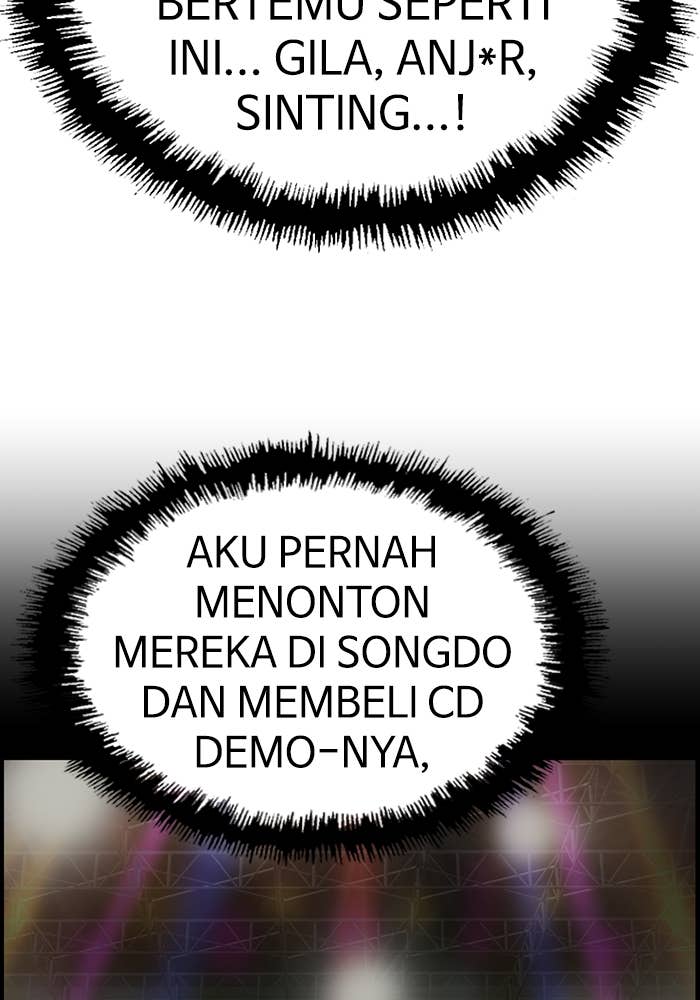 BERTEMU SEPERTI
INI... GILA, ANJ*R,
SINTING...!
AKU PERNAH
MENONTON
MEREKA DI SONGDO
DAN MEMBELI CD
DEMO-NYA,